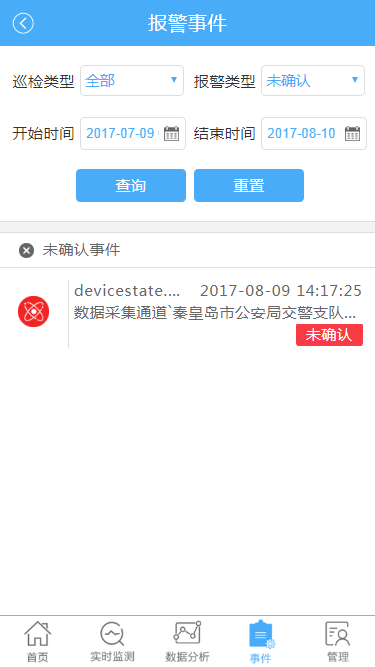 报警事件
巡检类型 全部 报警类型 未确认
开始时间 2017-07-09 结束时间 2017-08-10
查询 重置
未确认事件
devicestate.... 2017-08-09 14:17:25
数据采集通道`秦皇岛市公安局交警支队...
未确认
首页 实时监测 数据分析 事件 管理